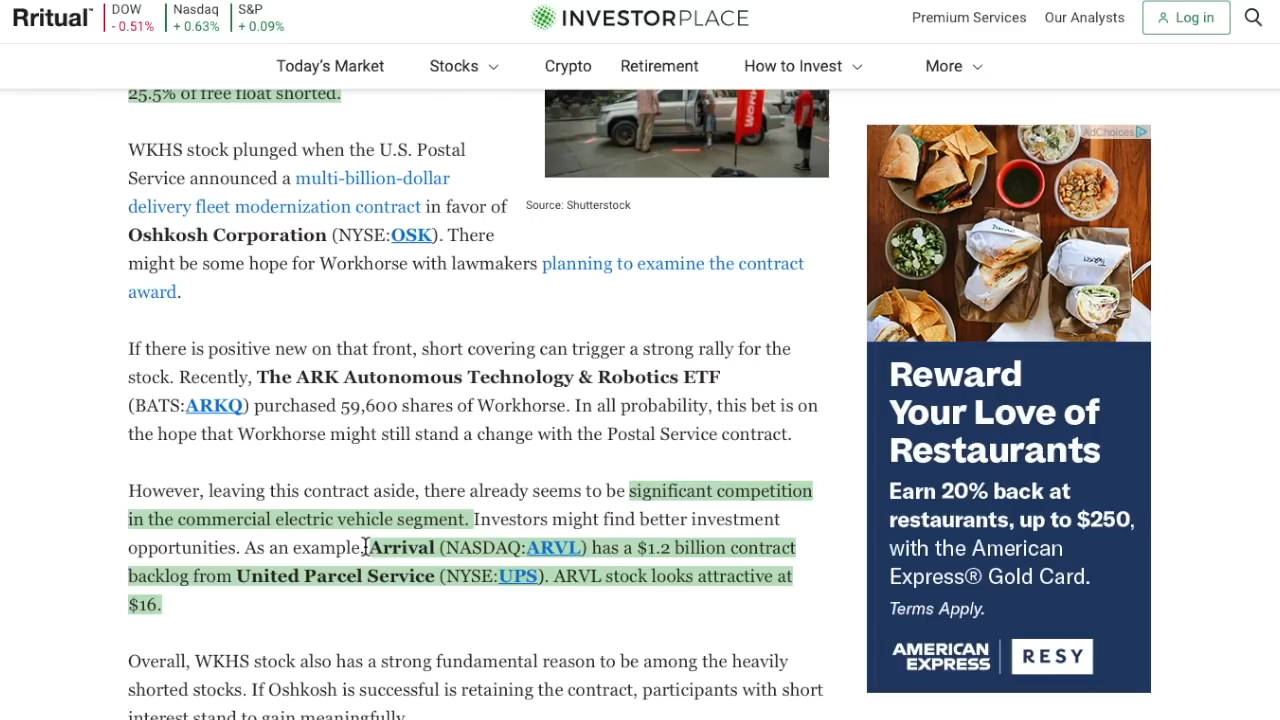 Rritual
DOW
- 0.51%
Nasdaq
+ 0.63%
S&P
+ 0.09%
INVESTORPLACE
Premium Services
Our Analysts
Log in
Today's Market
Stocks
Crypto
Retirement
How to Invest
More
25.5% of free float shorted.
WKHS stock plunged when the U.S. Postal
Service announced a multi-billion-dollar
delivery fleet modernization contract in favor of
Oshkosh Corporation (NYSE:OSK). There
might be some hope for Workhorse with lawmakers planning to examine the contract
award.
Source: Shutterstock
If there is positive new on that front, short covering can trigger a strong rally for the
stock. Recently, The ARK Autonomous Technology & Robotics ETF
(BATS:ARKQ) purchased 59,600 shares of Workhorse. In all probability, this bet is on
the hope that Workhorse might still stand a change with the Postal Service contract.
However, leaving this contract aside, there already seems to be significant competition
in the commercial electric vehicle segment. Investors might find better investment
opportunities. As an example, Arrival (NASDAQ:ARVL) has a $1.2 billion contract
backlog from United Parcel Service (NYSE:UPS). ARVL stock looks attractive at
$16.
Overall, WKHS stock also has a strong fundamental reason to be among the heavily
shorted stocks. If Oshkosh is successful is retaining the contract, participants with short
interest stand to gain meaningfully.
AdChoices
Reward
Your Love of
Restaurants
Earn 20% back at
restaurants, up to $250,
with the American
Express® Gold Card.
Terms Apply.
AMERICAN
EXPRESS
RESY